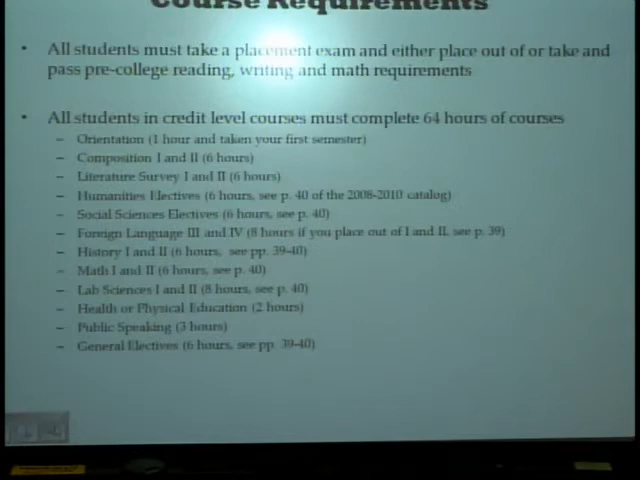 Course Requirements
• All students must take a placement exam and either place out of or take and
pass pre-college reading, writing and math requirements
• All students in credit level courses must complete 64 hours of courses
– Orientation (1 hour and taken your first semester)
– Composition I and II (6 hours)
– Literature Survey I and II (6 hours)
– Humanities Electives (6 hours, see p. 40 of the 2008-2010 catalog)
– Social Sciences Electives (6 hours, see p. 40)
– Foreign Language III and IV (8 hours if you place out of I and II, see p. 39)
– History I and II (6 hours, see pp. 39-40)
– Math I and II (6 hours, see p. 40)
– Lab Sciences I and II (8 hours, see p. 40)
– Health or Physical Education (2 hours)
– Public Speaking (3 hours)
– General Electives (6 hours, see pp. 39-40)